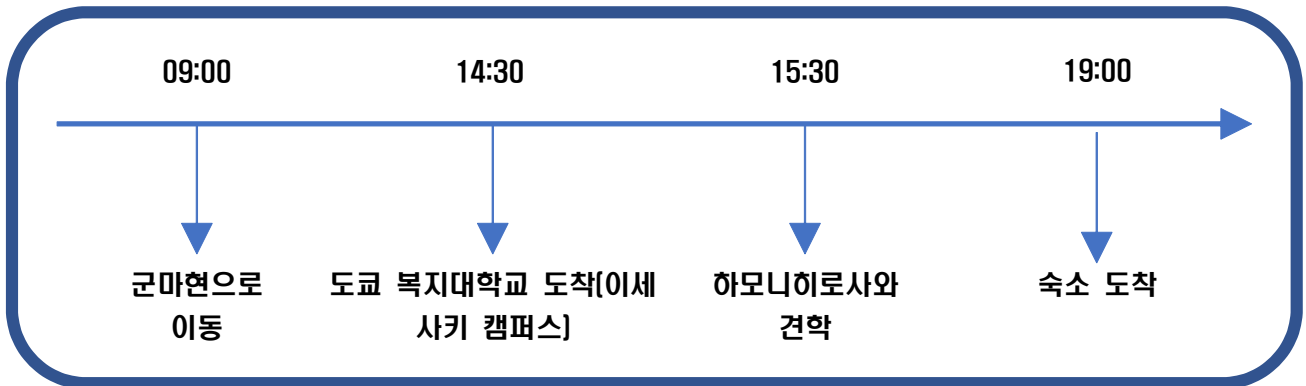 09:00 14:30 15:30 19:00
군마현으로 도쿄 복지대학교 도착(이세 하모니히로사와 숙소 도착
이동 사키 캠퍼스) 견학